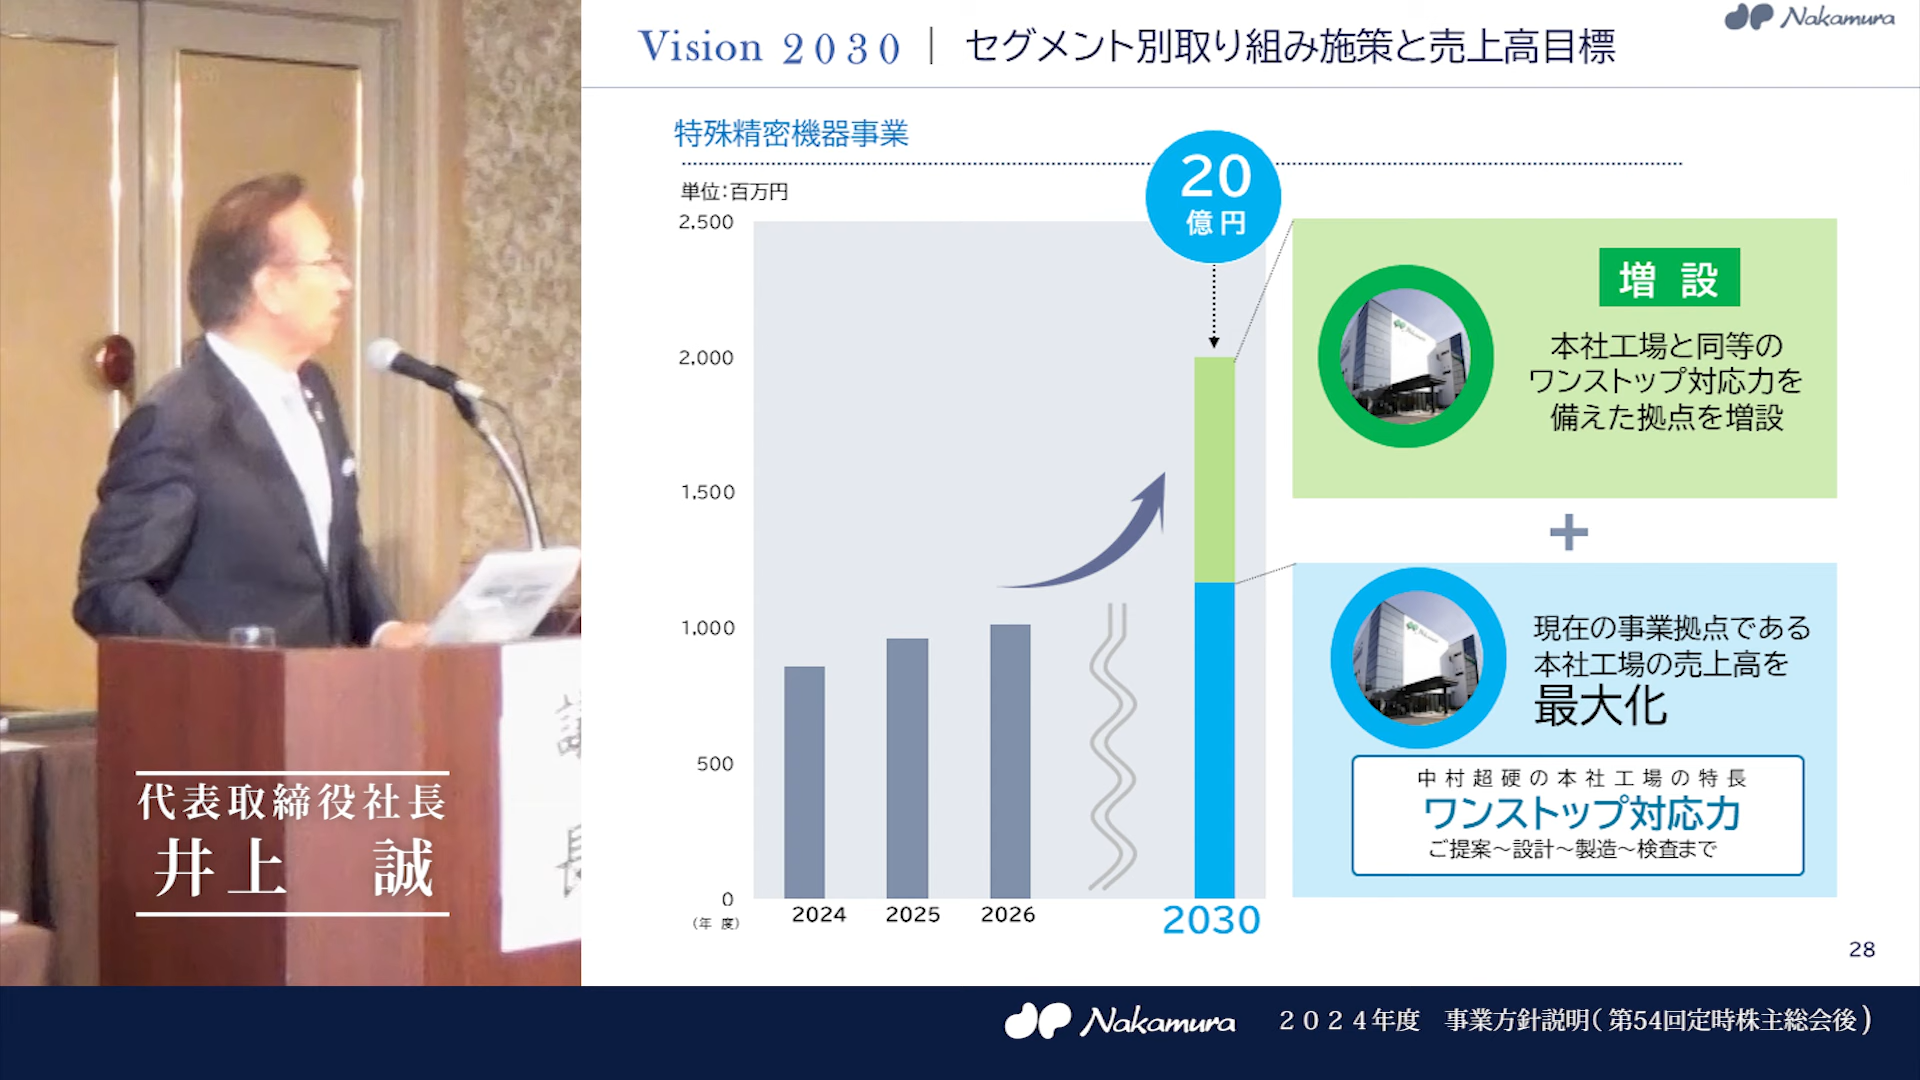 Vision 2030 | セグメント別取り組み施策と売上高目標
Nakamura
特殊精密機器事業
単位:百万円
20
億円
2.500
2.000
1.500
1.000
500
0
(年 度)
2024
2025
2026
2030
増 設
本社工場と同等の
ワンストップ対応力を
備えた拠点を増設
+
現在の事業拠点である
本社工場の売上高を
最大化
中村超硬の本社工場の特長
ワンストップ対応力
ご提案～設計～製造～検査まで
28
議
長
代表取締役社長
井上 誠
Nakamura
2024年度 事業方針説明(第54回定時株主総会後)